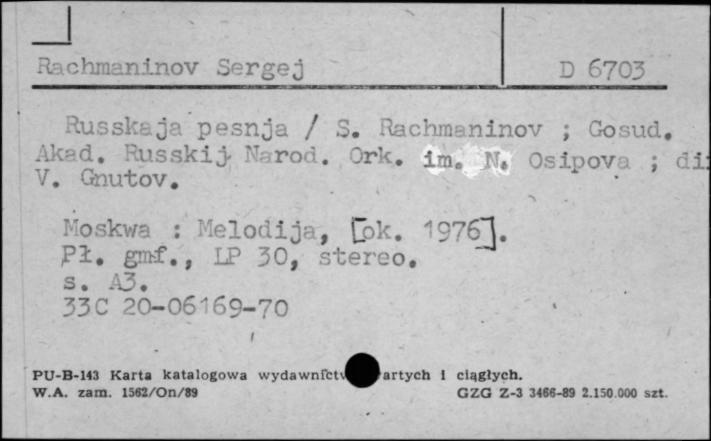 Rachmaninov Sergej D 6703
Russkaja pesnja / S. Rachmaninov ; Gosud.
Akad. Russkij Narod. Ork. im. N. Osipova ; di
V. Gnutov.
Moskwa : Melodija, [ok. 1976].
Pł. gmf., LP 30, stereo.
s. A3.
33C 20-06169-70
PU-B-143 Karta katalogowa wydawnictw artych i ciągłych.
W.A. zam. 1562/On/89 GZG Z-3 3466-89 2.150.000 szt.